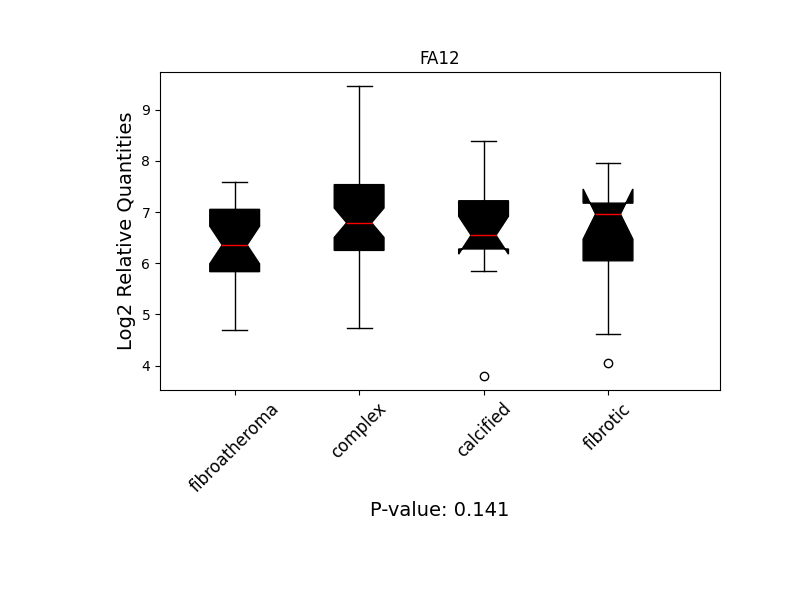 FA12
Log2 Relative Quantities
9
8
7
6
5
4
fibroatheroma
complex
calcified
fibrotic
P-value: 0.141